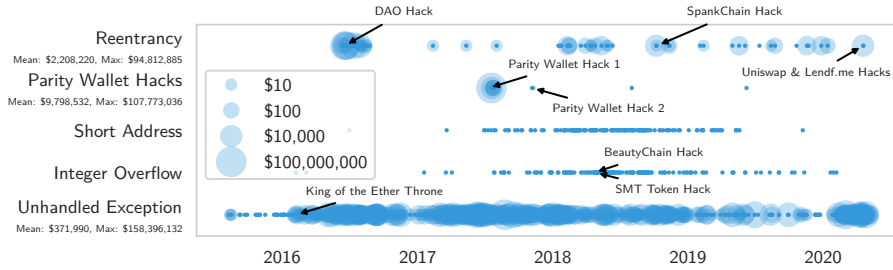 DAO Hack
SpankChain Hack
Reentrancy
Mean: $2,208,220, Max: $94,812,885
Parity Wallet Hack 1
Uniswap & Lendf.me Hacks
Parity Wallet Hacks
Mean: $9,798,532, Max: $107,773,036
$10
$100
$10,000
$100,000,000
Parity Wallet Hack 2
Short Address
BeautyChain Hack
Integer Overflow
SMT Token Hack
King of the Ether Throne
Unhandled Exception
Mean: $371,990, Max: $158,396,132
2016 2017 2018 2019 2020